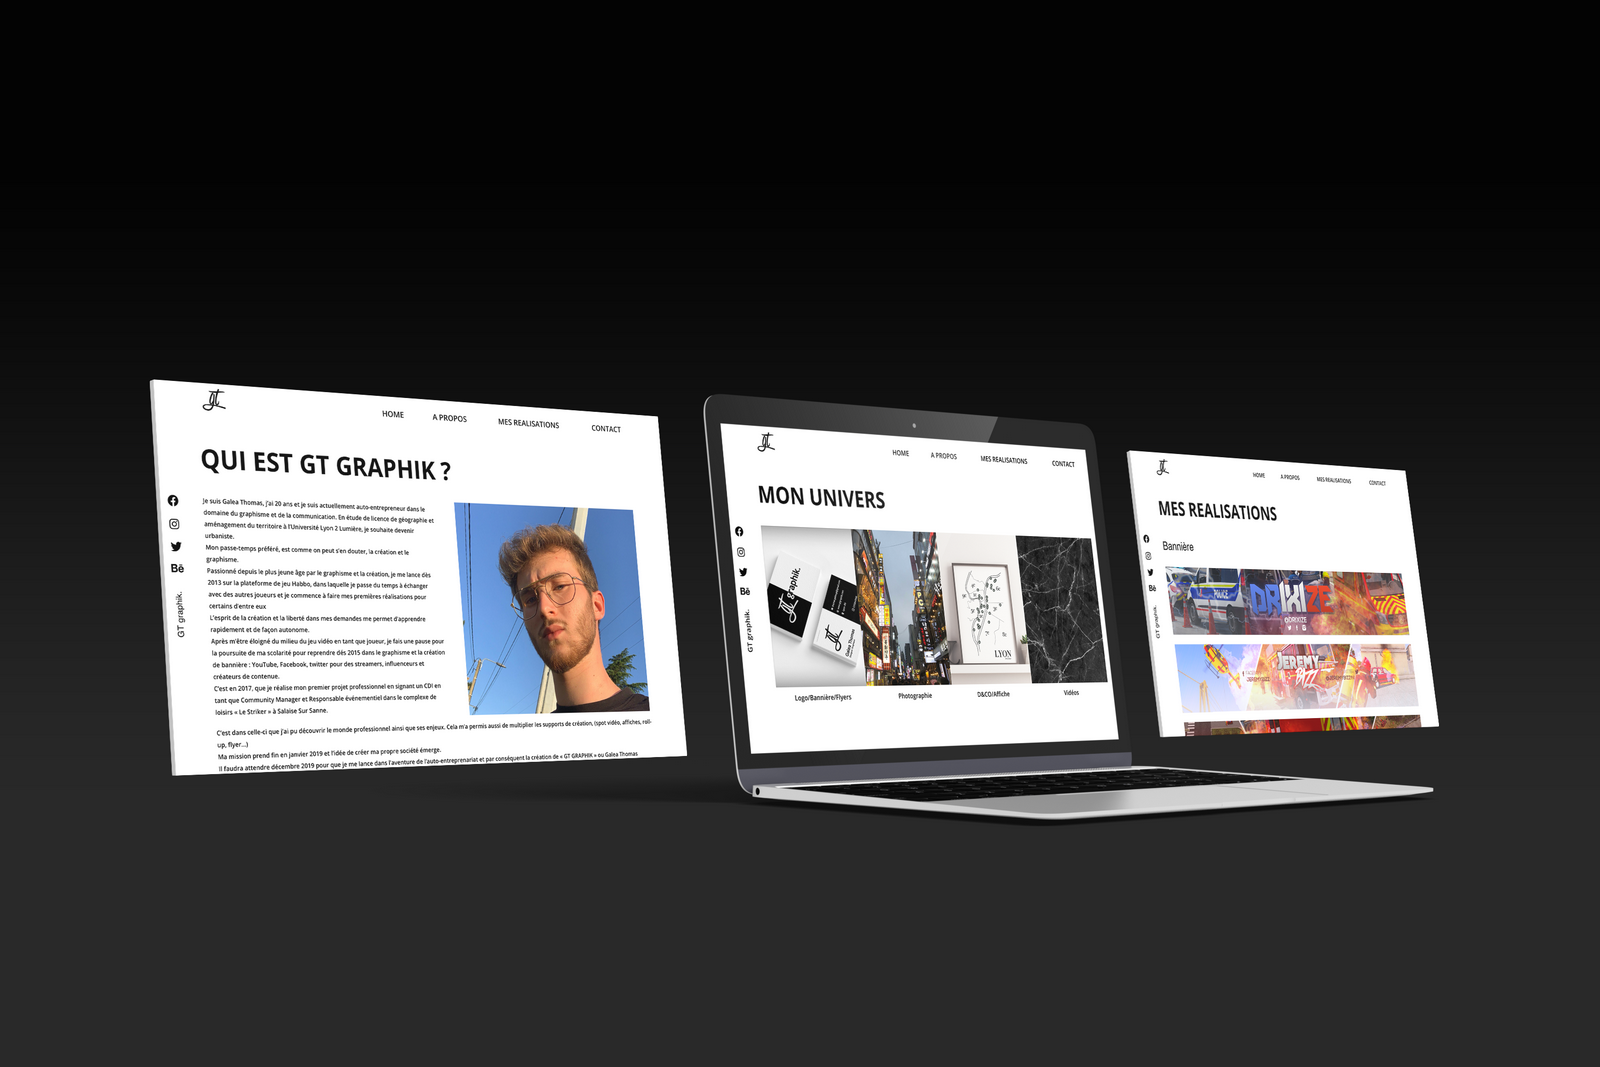 gt
HOME
A PROPOS
MES REALISATIONS
CONTACT
QUI EST GT GRAPHIK ?
Je suis Galea Thomas, j'ai 20 ans et je suis actuellement auto-entrepreneur dans le
domaine du graphisme et de la communication. En étude de licence de géographie et
aménagement du territoire à l'Université Lyon 2 Lumière, je souhaite devenir
urbaniste.
Mon passe-temps préféré, est comme on peut s'en douter, la création et le
graphisme.
Passionné depuis le plus jeune âge par le graphisme et la création, je me lance dès
2013 sur la plateforme de jeu Habbo, dans laquelle je passe du temps à échanger
avec des autres joueurs et je commence à faire mes premières réalisations pour
certains d'entre eux
L'esprit de la création et la liberté dans mes demandes me permet d'apprendre
rapidement et de façon autonome.
Après m'être éloigné du milieu du jeu vidéo en tant que joueur, je fais une pause pour
la poursuite de ma scolarité pour reprendre dès 2015 dans le graphisme et la création
de bannière : YouTube, Facebook, twitter pour des streamers, influenceurs et
créateurs de contenue.
C'est en 2017, que je réalise mon premier projet professionnel en signant un CDI en
tant que Community Manager et Responsable événementiel dans le complexe de
loisirs « Le Striker » à Salaise Sur Sanne.
C'est dans celle-ci que j'ai pu découvrir le monde professionnel ainsi que ses enjeux. Cela m'a permis aussi de multiplier les supports de création, (spot vidéo, affiches, roll-
up, flyer...)
Ma mission prend fin en janvier 2019 et l'idée de créer ma propre société émerge.
Il faudra attendre décembre 2019 pour que je me lance dans l'aventure de l'auto-entreprenariat et par conséquent la création de « GT GRAPHIK » ou Galea Thomas
Bē
GT graphik.
gt
HOME
A PROPOS
MES REALISATIONS
CONTACT
MON UNIVERS
Bē
GT graphik.
gt graphik.
gt
Galea Thomas
LYON
Logo/Bannière/Flyers
Photographie
D&CO/Affiche
Vidéos
gt
HOME
A PROPOS
MES REALISATIONS
CONTACT
MES REALISATIONS
Bannière
Bē
GT graphik.
POLICE
DRIXIZE
@DRIXIZE
JEREMY
BIZZ